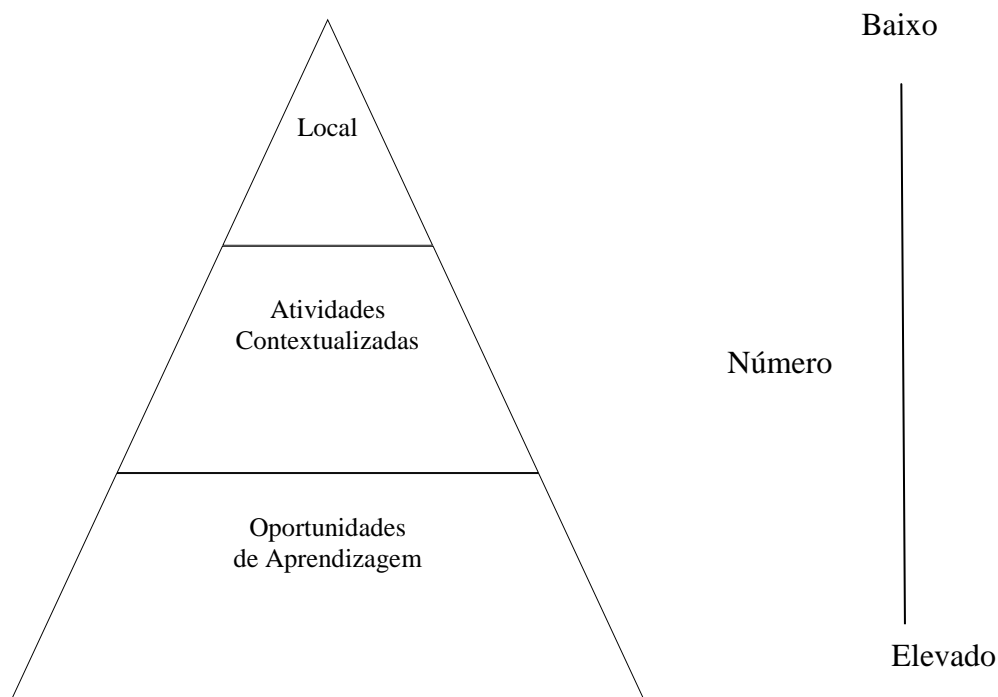 Baixo
Local
Atividades
Contextualizadas
Número
Oportunidades
de Aprendizagem
Elevado